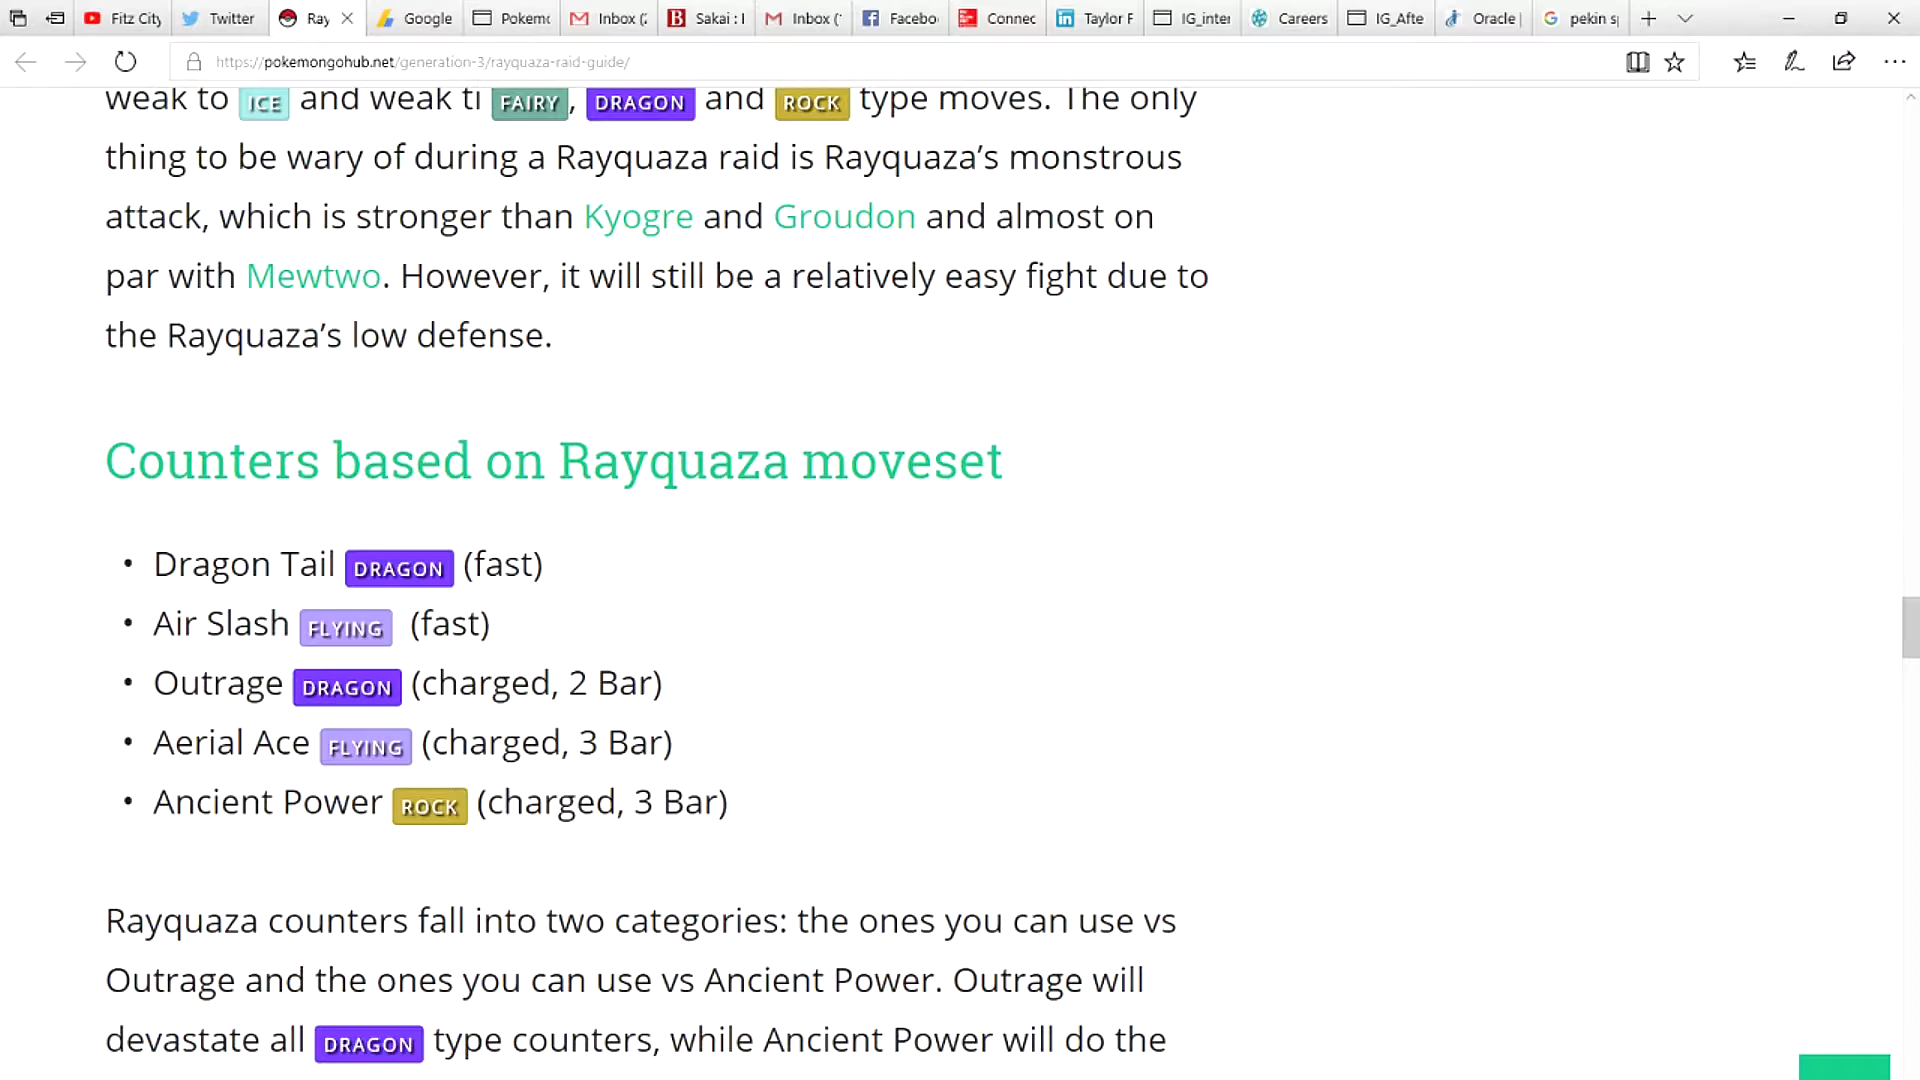 Fitz City
Twitter
Ray
Google
Pokemo
Inbox (2
Sakai : I
Inbox (
Facebo
Connec
Taylor F
IG_inter
Careers
IG_Afte
Oracle |
pekin s
https://pokemongohub.net/generation-3/rayquaza-raid-guide/
weak to ICE and weak ti FAIRY, DRAGON and ROCK type moves. The only
thing to be wary of during a Rayquaza raid is Rayquaza’s monstrous
attack, which is stronger than Kyogre and Groudon and almost on
par with Mewtwo. However, it will still be a relatively easy fight due to
the Rayquaza’s low defense.
Counters based on Rayquaza moveset
• Dragon Tail DRAGON (fast)
• Air Slash FLYING (fast)
• Outrage DRAGON (charged, 2 Bar)
• Aerial Ace FLYING (charged, 3 Bar)
• Ancient Power ROCK (charged, 3 Bar)
Rayquaza counters fall into two categories: the ones you can use vs
Outrage and the ones you can use vs Ancient Power. Outrage will
devastate all DRAGON type counters, while Ancient Power will do the